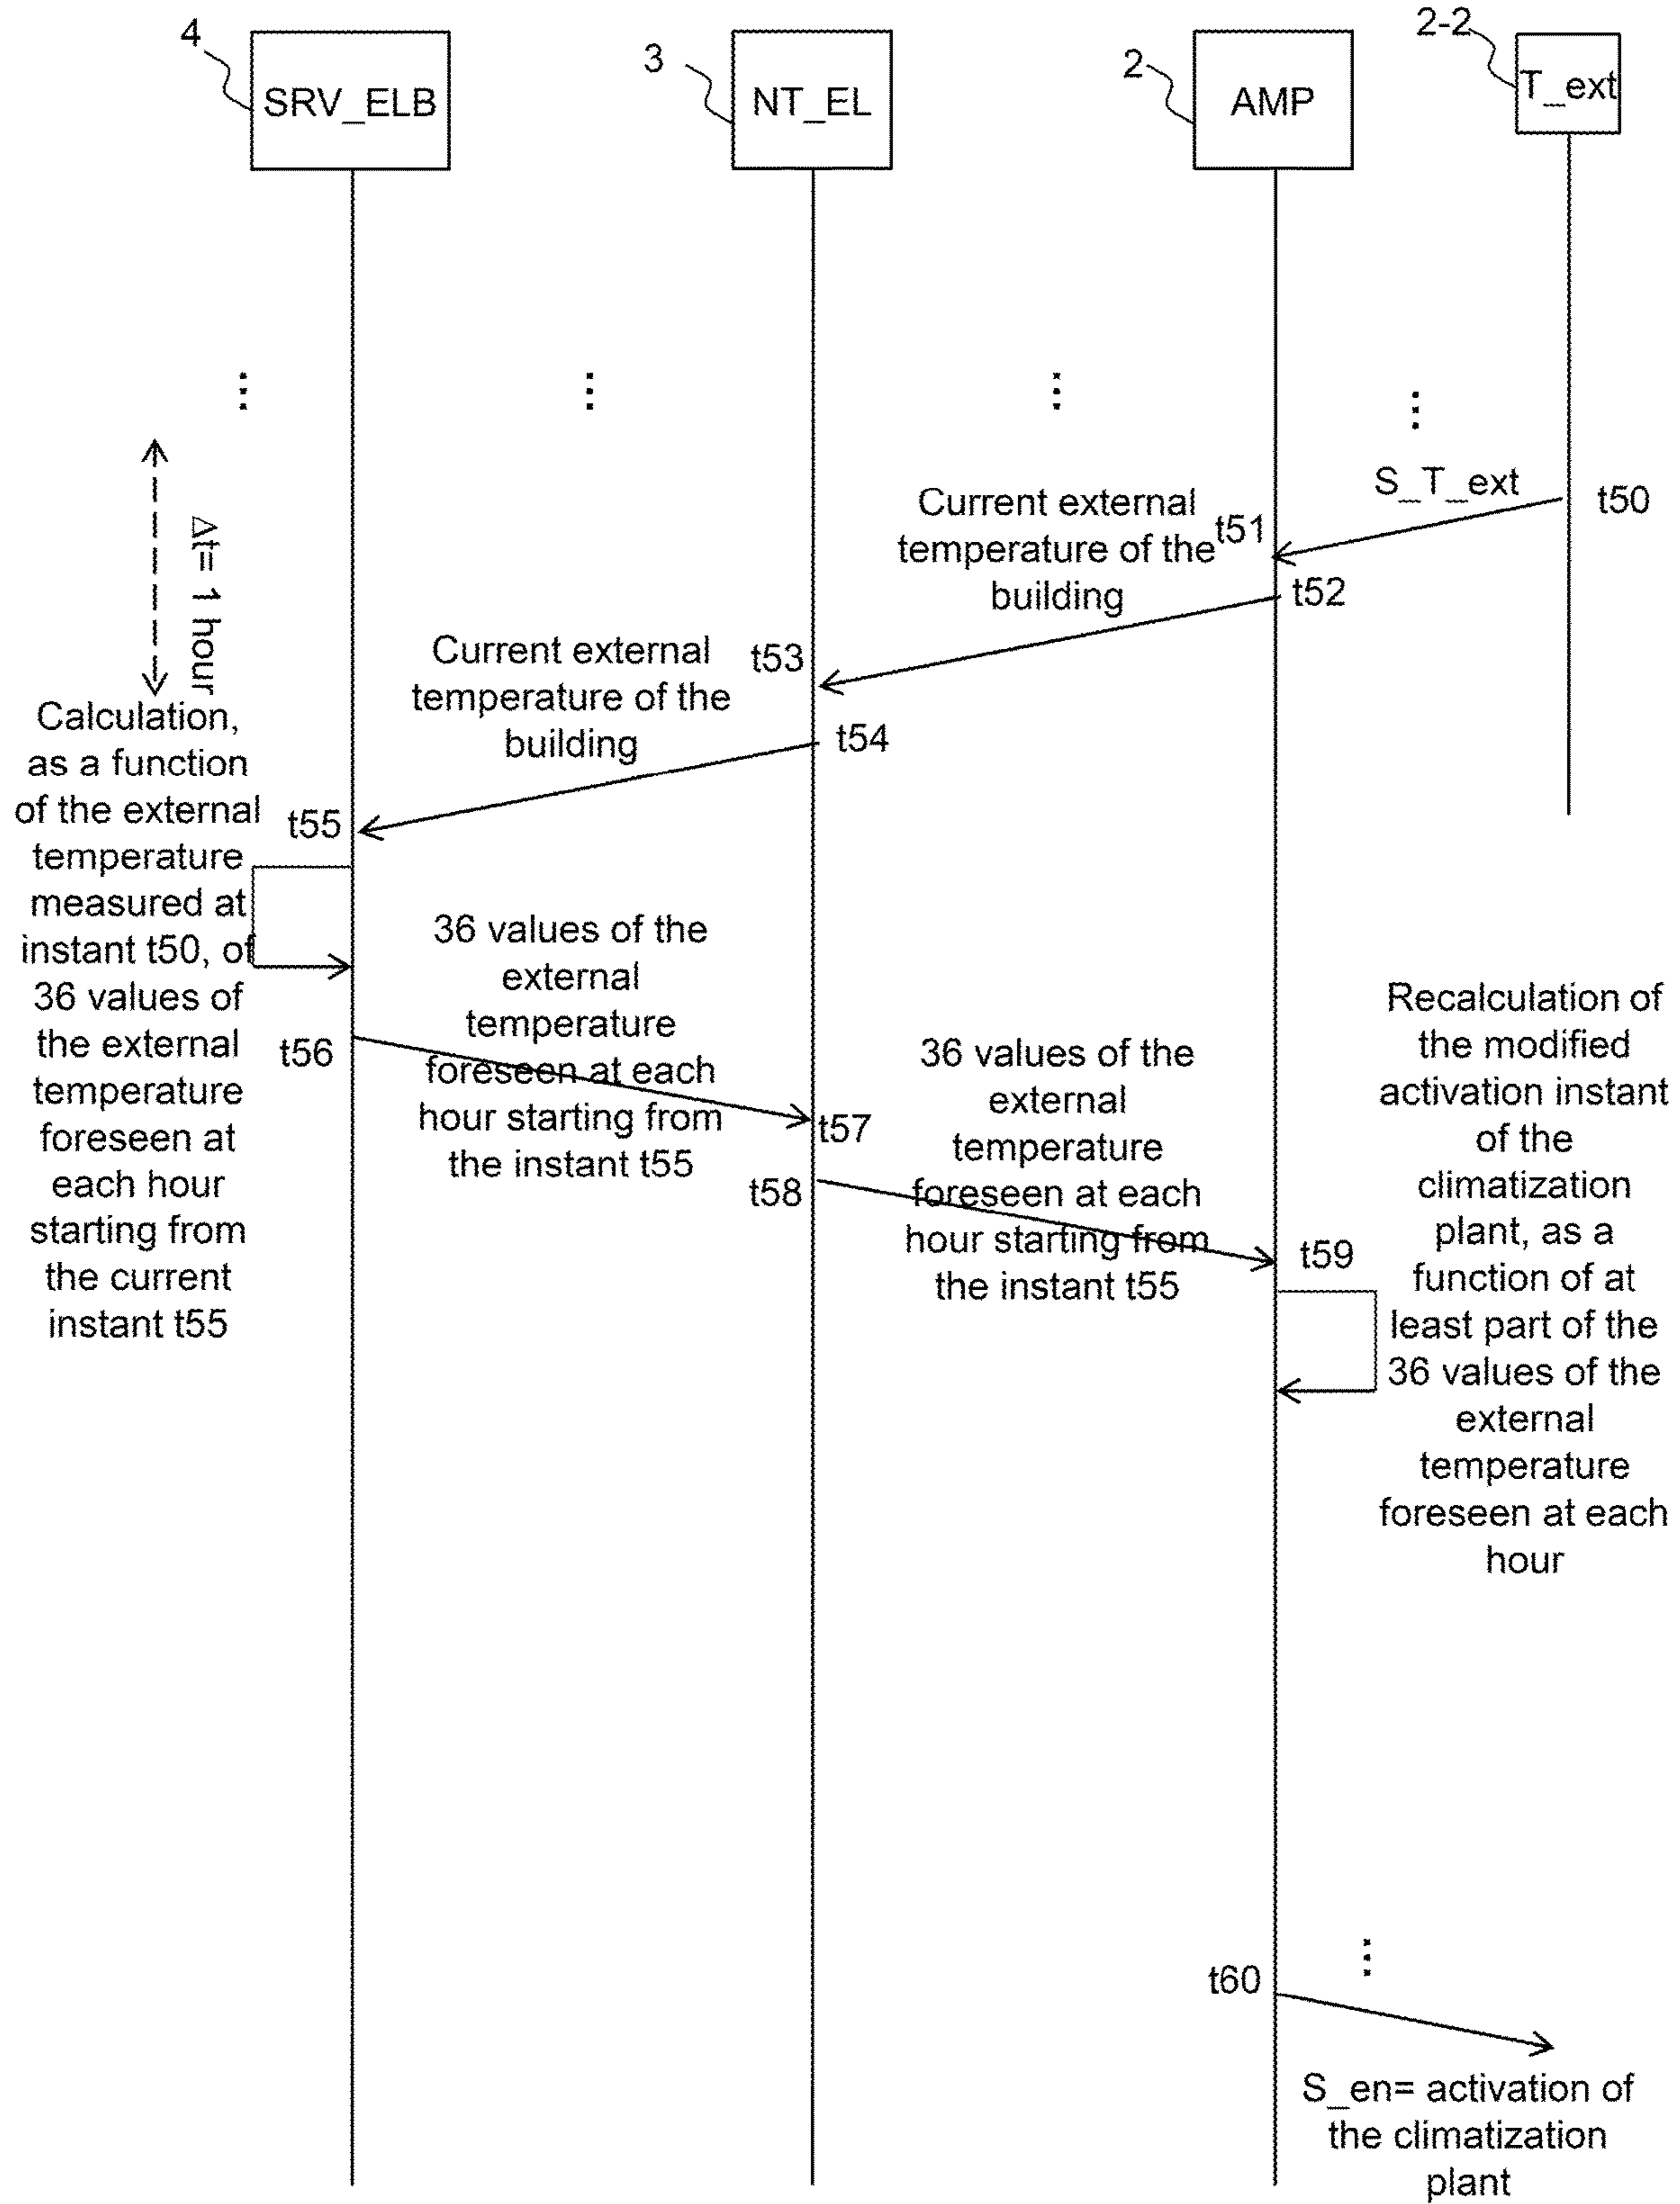 4
SRV_ELB
3
NT_EL
2
AMP
2-2
T_ext
Δt= 1 hour
S_T_ext
t50
t51
Current external
temperature of the
building
t52
t53
Current external
temperature of the
building
t54
t55
Calculation,
as a function
of the external
temperature
measured at
instant t50, of
36 values of
the external
temperature
foreseen at
each hour
starting from
the current
instant t55
t56
36 values of the
external
temperature
foreseen at each
hour starting from
the instant t55
t57
t58
36 values of the
external
temperature
foreseen at each
hour starting from
the instant t55
t59
Recalculation of
the modified
activation instant
of the
climatization
plant, as a
function of at
least part of the
36 values of the
external
temperature
foreseen at each
hour
t60
S_en= activation of
the climatization
plant